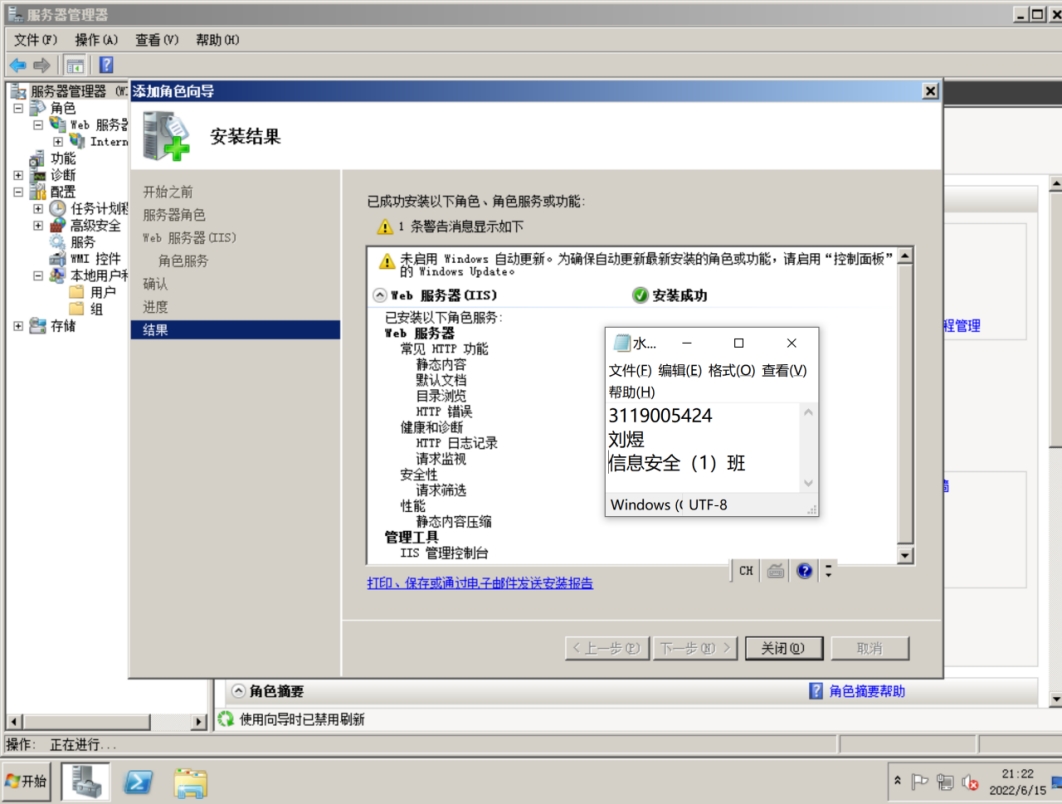 服务器管理器
文件(F) 操作(A) 查看(V) 帮助(H)
服务器管理器 (W
角色
Web 服务器
Intern
功能
诊断
配置
任务计划程
高级安全
服务
WMI 控件
本地用户和
用户
组
存储
添加角色向导
安装结果
开始之前
服务器角色
Web 服务器(IIS)
角色服务
确认
进度
结果
已成功安装以下角色、角色服务或功能:
1 条警告消息显示如下
未启用 Windows 自动更新。为确保自动更新最新安装的角色或功能，请启用“控制面板”
的 Windows Update。
Web 服务器(IIS) 安装成功
已安装以下角色服务:
Web 服务器
常见 HTTP 功能
静态内容
默认文档
目录浏览
HTTP 错误
健康和诊断
HTTP 日志记录
请求监视
安全性
请求筛选
性能
静态内容压缩
管理工具
IIS 管理控制台
水...
文件(F) 编辑(E) 格式(O) 查看(V)
帮助(H)
3119005424
刘煜
信息安全（1）班
Windows (C UTF-8
程管理
CH
打印、保存或通过电子邮件发送安装报告
< 上一步(P) 下一步(N) > 关闭(O) 取消
角色摘要 角色摘要帮助
使用向导时已禁用刷新
操作: 正在进行...
开始
21:22
2022/6/15